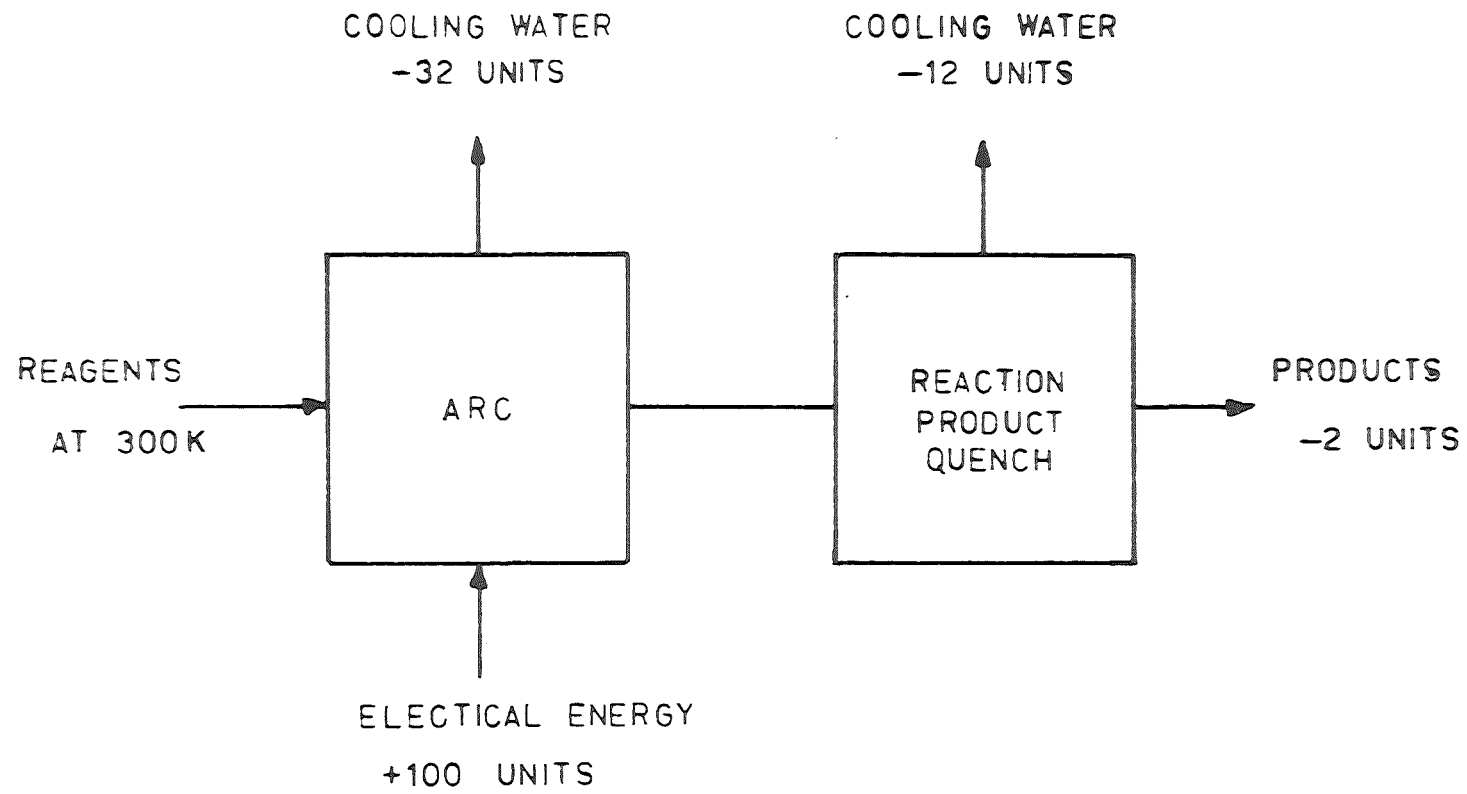 COOLING WATER
−32 UNITS
COOLING WATER
−12 UNITS
REAGENTS
AT 300K
ARC
REACTION
PRODUCT
QUENCH
PRODUCTS
−2 UNITS
ELECTICAL ENERGY
+100 UNITS